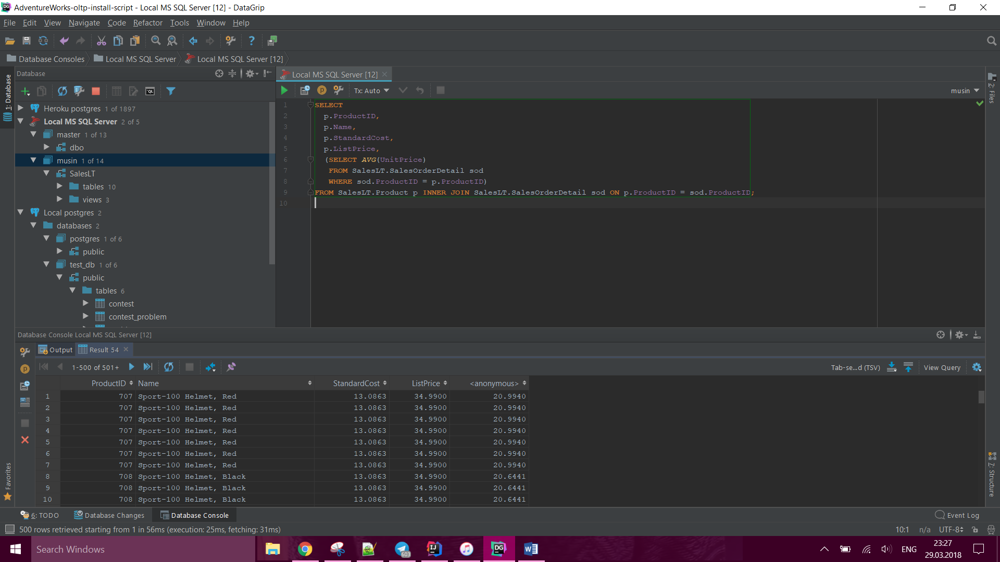 AdventureWorks-oltp-install-script - Local MS SQL Server [12] - DataGrip
File Edit View Navigate Code Refactor Tools Window Help
Database Consoles Local MS SQL Server Local MS SQL Server [12]
1: Database
Database
Heroku postgres 1 of 1897
Local MS SQL Server 2 of 5
master 1 of 13
dbo
musin 1 of 14
SalesLT
tables 10
views 3
Local postgres 2
databases 2
postgres 1 of 6
public
test_db 1 of 6
public
tables 6
contest
contest_problem
Local MS SQL Server [12]
Tx: Auto
musin
2: Files
1 SELECT
2 p.ProductID,
3 p.Name,
4 p.StandardCost,
5 p.ListPrice,
6 (SELECT AVG(UnitPrice)
7 FROM SalesLT.SalesOrderDetail sod
8 WHERE sod.ProductID = p.ProductID)
9 FROM SalesLT.Product p INNER JOIN SalesLT.SalesOrderDetail sod ON p.ProductID = sod.ProductID;
10
Database Console Local MS SQL Server [12]
Output Result 54
1-500 of 501+
Tab-se...d (TSV) View Query
ProductID Name StandardCost ListPrice <anonymous>
1 707 Sport-100 Helmet, Red 13.0863 34.9900 20.9940
2 707 Sport-100 Helmet, Red 13.0863 34.9900 20.9940
3 707 Sport-100 Helmet, Red 13.0863 34.9900 20.9940
4 707 Sport-100 Helmet, Red 13.0863 34.9900 20.9940
5 707 Sport-100 Helmet, Red 13.0863 34.9900 20.9940
6 707 Sport-100 Helmet, Red 13.0863 34.9900 20.9940
7 707 Sport-100 Helmet, Red 13.0863 34.9900 20.9940
8 708 Sport-100 Helmet, Black 13.0863 34.9900 20.6441
9 708 Sport-100 Helmet, Black 13.0863 34.9900 20.6441
10 708 Sport-100 Helmet, Black 13.0863 34.9900 20.6441
Favorites
7: Structure
6: TODO Database Changes Database Console Event Log
500 rows retrieved starting from 1 in 56ms (execution: 25ms, fetching: 31ms)
10:1 n/a UTF-8
Search Windows
603
ENG
23:27
29.03.2018